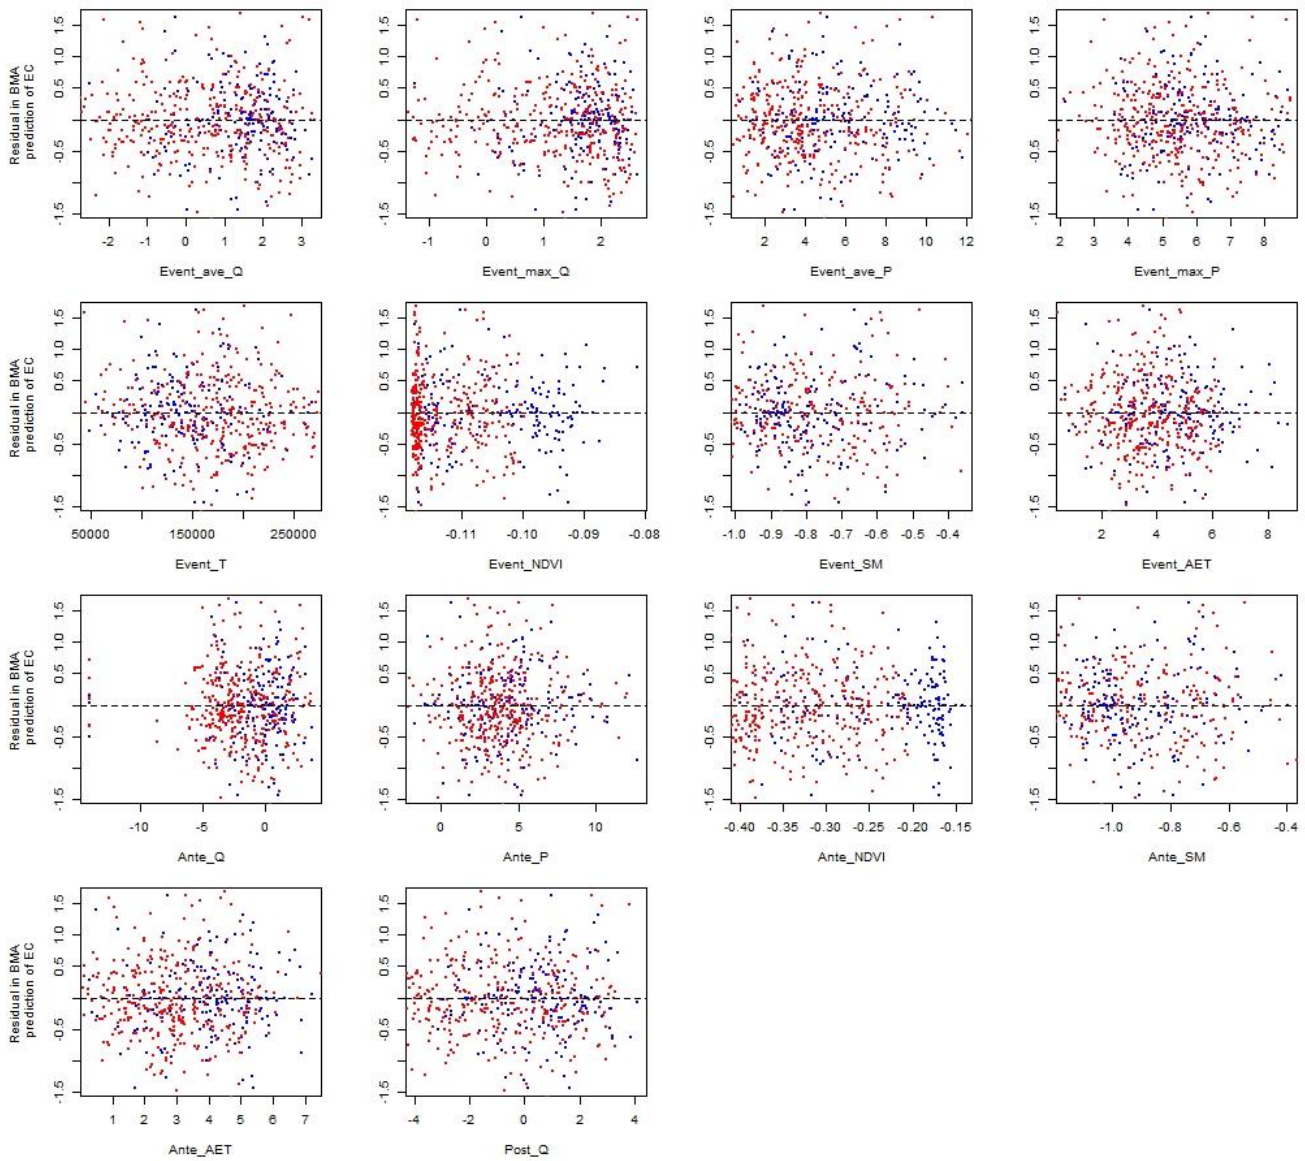 Residual in BMA
prediction of EC
-1.5 -0.5 0.5 1.0 1.5
-2 -1 0 1 2 3
Event_ave_Q
-1.5 -0.5 0.5 1.0 1.5
-1 0 1 2
Event_max_Q
-1.5 -0.5 0.5 1.0 1.5
2 4 6 8 10 12
Event_ave_P
-1.5 -0.5 0.5 1.0 1.5
2 3 4 5 6 7 8
Event_max_P
Residual in BMA
prediction of EC
-1.5 -0.5 0.5 1.0 1.5
50000 150000 250000
Event_T
-1.5 -0.5 0.5 1.0 1.5
-0.11 -0.10 -0.09 -0.08
Event_NDVI
-1.5 -0.5 0.5 1.0 1.5
-1.0 -0.9 -0.8 -0.7 -0.6 -0.5 -0.4
Event_SM
-1.5 -0.5 0.5 1.0 1.5
2 4 6 8
Event_AET
Residual in BMA
prediction of EC
-1.5 -0.5 0.5 1.0 1.5
-10 -5 0
Ante_Q
-1.5 -0.5 0.5 1.0 1.5
0 5 10
Ante_P
-1.5 -0.5 0.5 1.0 1.5
-0.40 -0.35 -0.30 -0.25 -0.20 -0.15
Ante_NDVI
-1.5 -0.5 0.5 1.0 1.5
-1.0 -0.8 -0.6 -0.4
Ante_SM
Residual in BMA
prediction of EC
-1.5 -0.5 0.5 1.0 1.5
1 2 3 4 5 6 7
Ante_AET
-1.5 -0.5 0.5 1.0 1.5
-4 -2 0 2 4
Post_Q